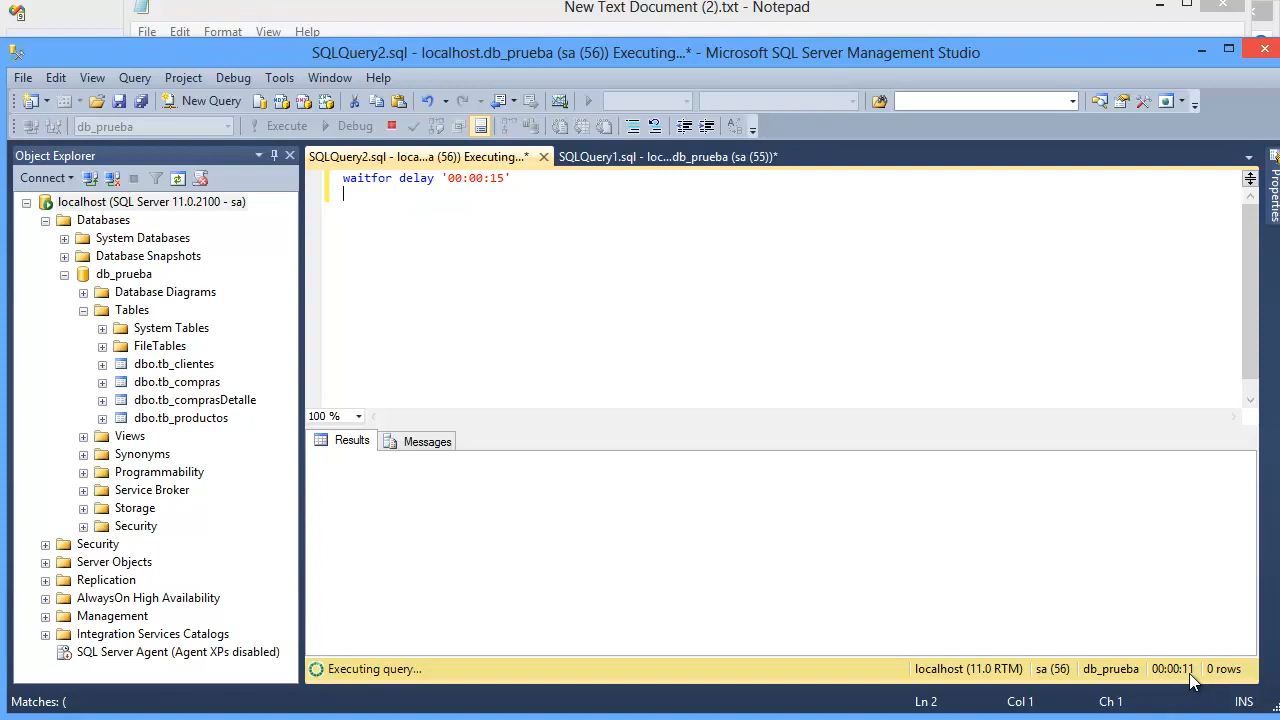 New Text Document (2).txt - Notepad
File Edit Format View Help
SQLQuery2.sql - localhost.db_prueba (sa (56)) Executing...* - Microsoft SQL Server Management Studio
File Edit View Query Project Debug Tools Window Help
New Query
db_prueba Execute Debug
Object Explorer
Connect
localhost (SQL Server 11.0.2100 - sa)
Databases
System Databases
Database Snapshots
db_prueba
Database Diagrams
Tables
System Tables
FileTables
dbo.tb_clientes
dbo.tb_compras
dbo.tb_comprasDetalle
dbo.tb_productos
Views
Synonyms
Programmability
Service Broker
Storage
Security
Security
Server Objects
Replication
AlwaysOn High Availability
Management
Integration Services Catalogs
SQL Server Agent (Agent XPs disabled)
SQLQuery2.sql - loca...a (56)) Executing...* SQLQuery1.sql - loc...db_prueba (sa (55))*
waitfor delay '00:00:15'
100 %
Results Messages
Executing query... localhost (11.0 RTM) sa (56) db_prueba 00:00:11 0 rows
Properties
Matches: ( Ln 2 Col 1 Ch 1 INS